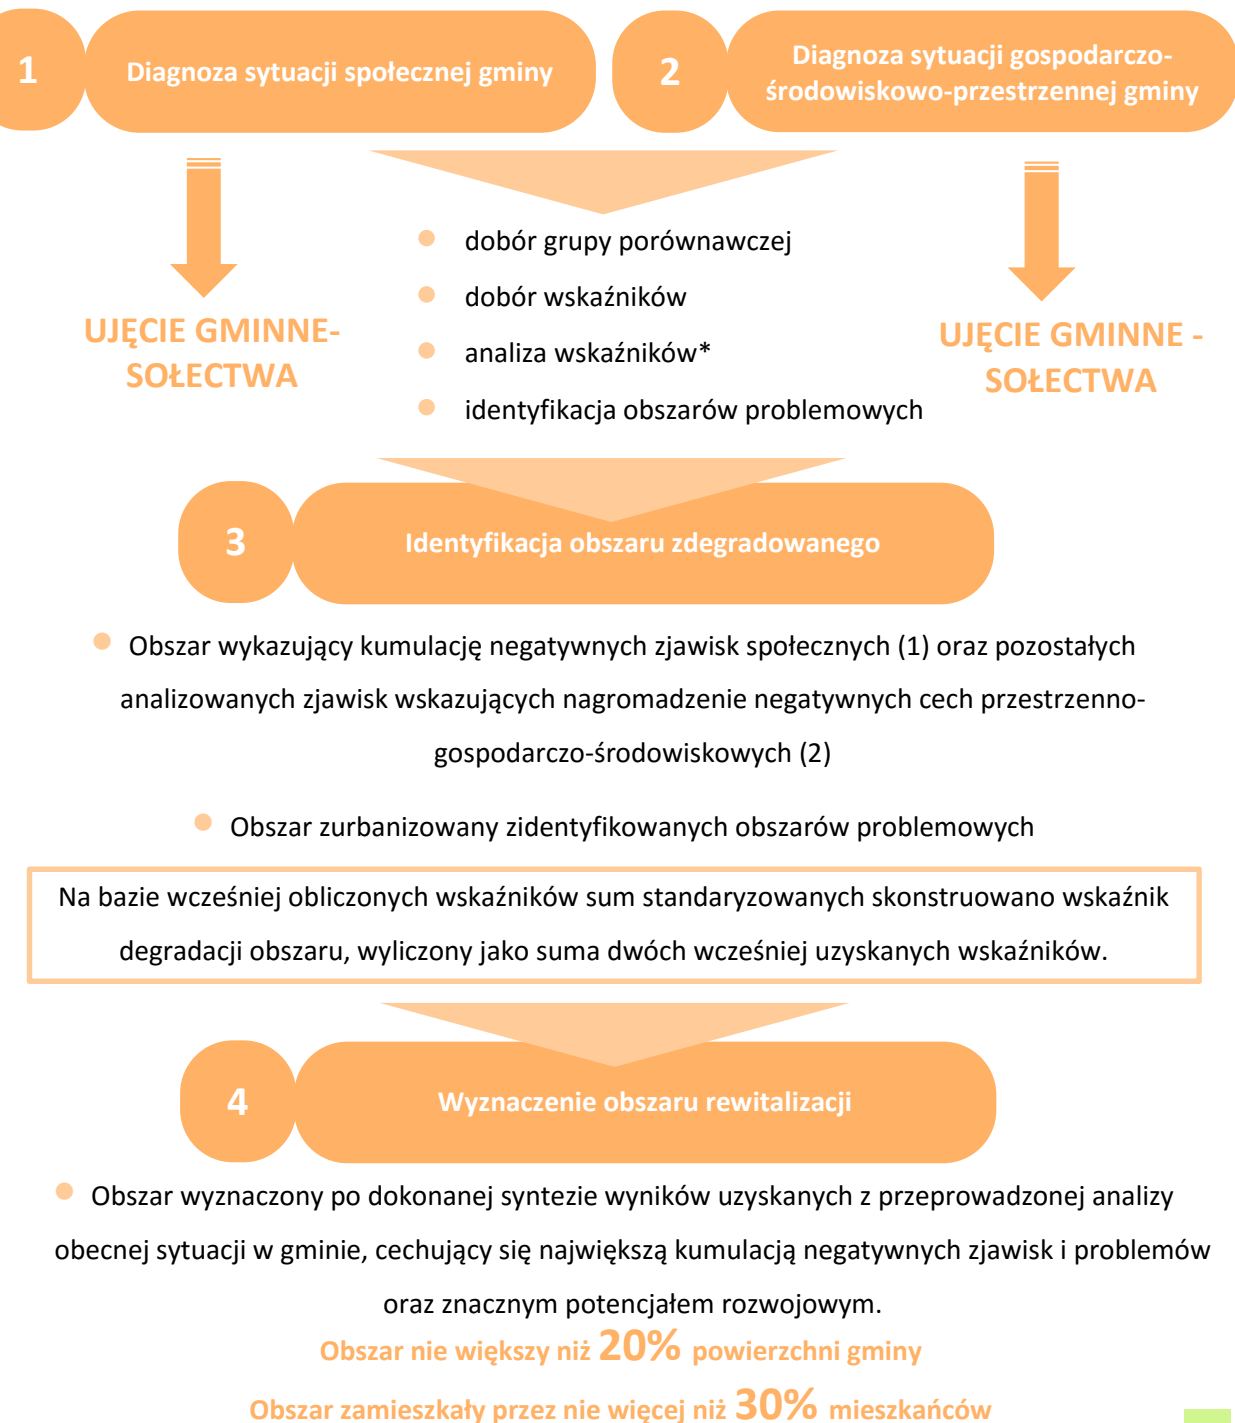 1
Diagnoza sytuacji społecznej gminy
2
Diagnoza sytuacji gospodarczo-
środowiskowo-przestrzennej gminy
dobór grupy porównawczej
dobór wskaźników
analiza wskaźników*
identyfikacja obszarów problemowych
UJĘCIE GMINNE-
SOŁECTWA
UJĘCIE GMINNE -
SOŁECTWA
3
Identyfikacja obszaru zdegradowanego
Obszar wykazujący kumulację negatywnych zjawisk społecznych (1) oraz pozostałych
analizowanych zjawisk wskazujących nagromadzenie negatywnych cech przestrzenno-
gospodarczo-środowiskowych (2)
Obszar zurbanizowany zidentyfikowanych obszarów problemowych
Na bazie wcześniej obliczonych wskaźników sum standaryzowanych skonstruowano wskaźnik
degradacji obszaru, wyliczony jako suma dwóch wcześniej uzyskanych wskaźników.
4
Wyznaczenie obszaru rewitalizacji
Obszar wyznaczony po dokonanej syntezie wyników uzyskanych z przeprowadzonej analizy
obecnej sytuacji w gminie, cechujący się największą kumulacją negatywnych zjawisk i problemów
oraz znacznym potencjałem rozwojowym.
Obszar nie większy niż 20% powierzchni gminy
Obszar zamieszkały przez nie więcej niż 30% mieszkańców